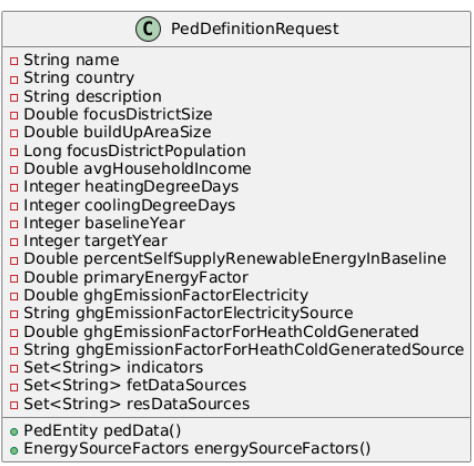 C PedDefinitionRequest
String name
String country
String description
Double focusDistrictSize
Double buildUpAreaSize
Long focusDistrictPopulation
Double avgHouseholdIncome
Integer heatingDegreeDays
Integer coolingDegreeDays
Integer baselineYear
Integer targetYear
Double percentSelfSupplyRenewableEnergyInBaseline
Double primaryEnergyFactor
Double ghgEmissionFactorElectricity
String ghgEmissionFactorElectricitySource
Double ghgEmissionFactorForHeathColdGenerated
String ghgEmissionFactorForHeathColdGeneratedSource
Set<String> indicators
Set<String> fetDataSources
Set<String> resDataSources
PedEntity pedData()
EnergySourceFactors energySourceFactors()